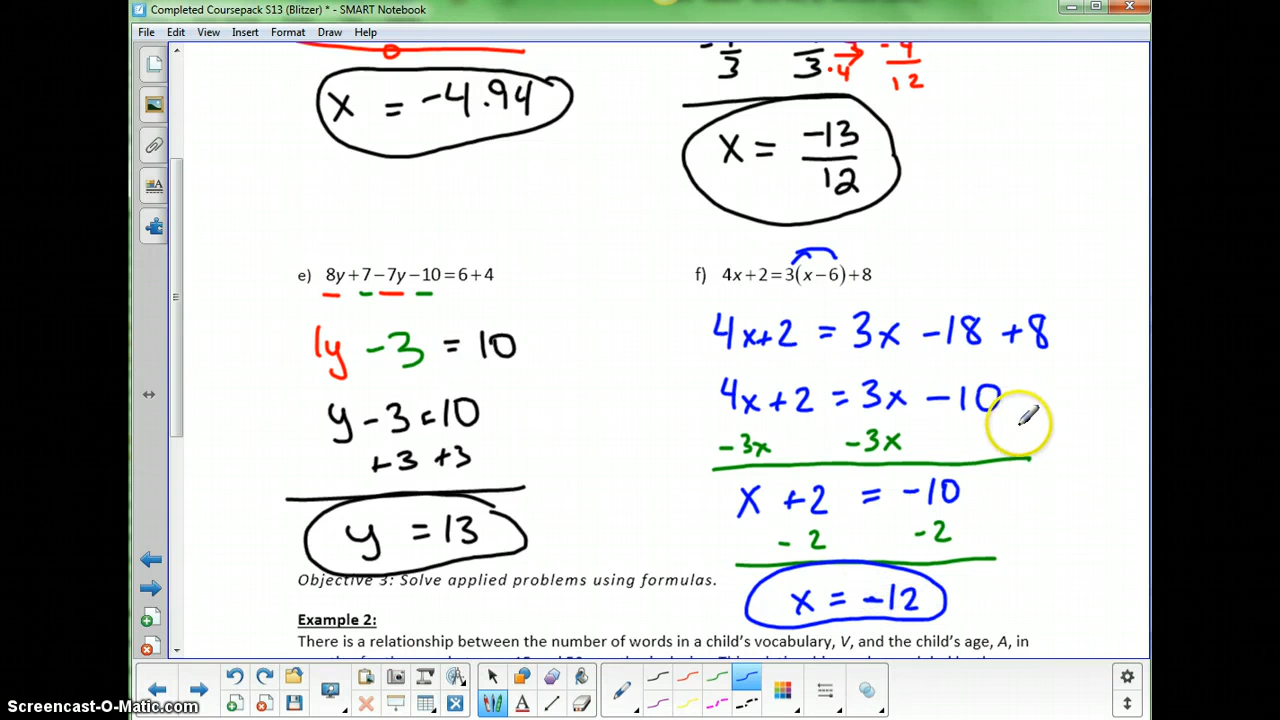 Completed Coursepack S13 (Blitzer) * - SMART Notebook
File Edit View Insert Format Draw Help
x = -4.94
3 3 ·4 12
x = -13/12
e) 8y+7−7y−10=6+4
1y -3 = 10
y - 3 = 10
+3 +3
y = 13
f) 4x+2=3(x−6)+8
4x+2 = 3x -18 +8
4x+2 = 3x -10
-3x -3x
x +2 = -10
- 2 -2
x = -12
Objective 3: Solve applied problems using formulas.
Example 2:
There is a relationship between the number of words in a child's vocabulary, V, and the child's age, A, in
Screencast-O-Matic.com